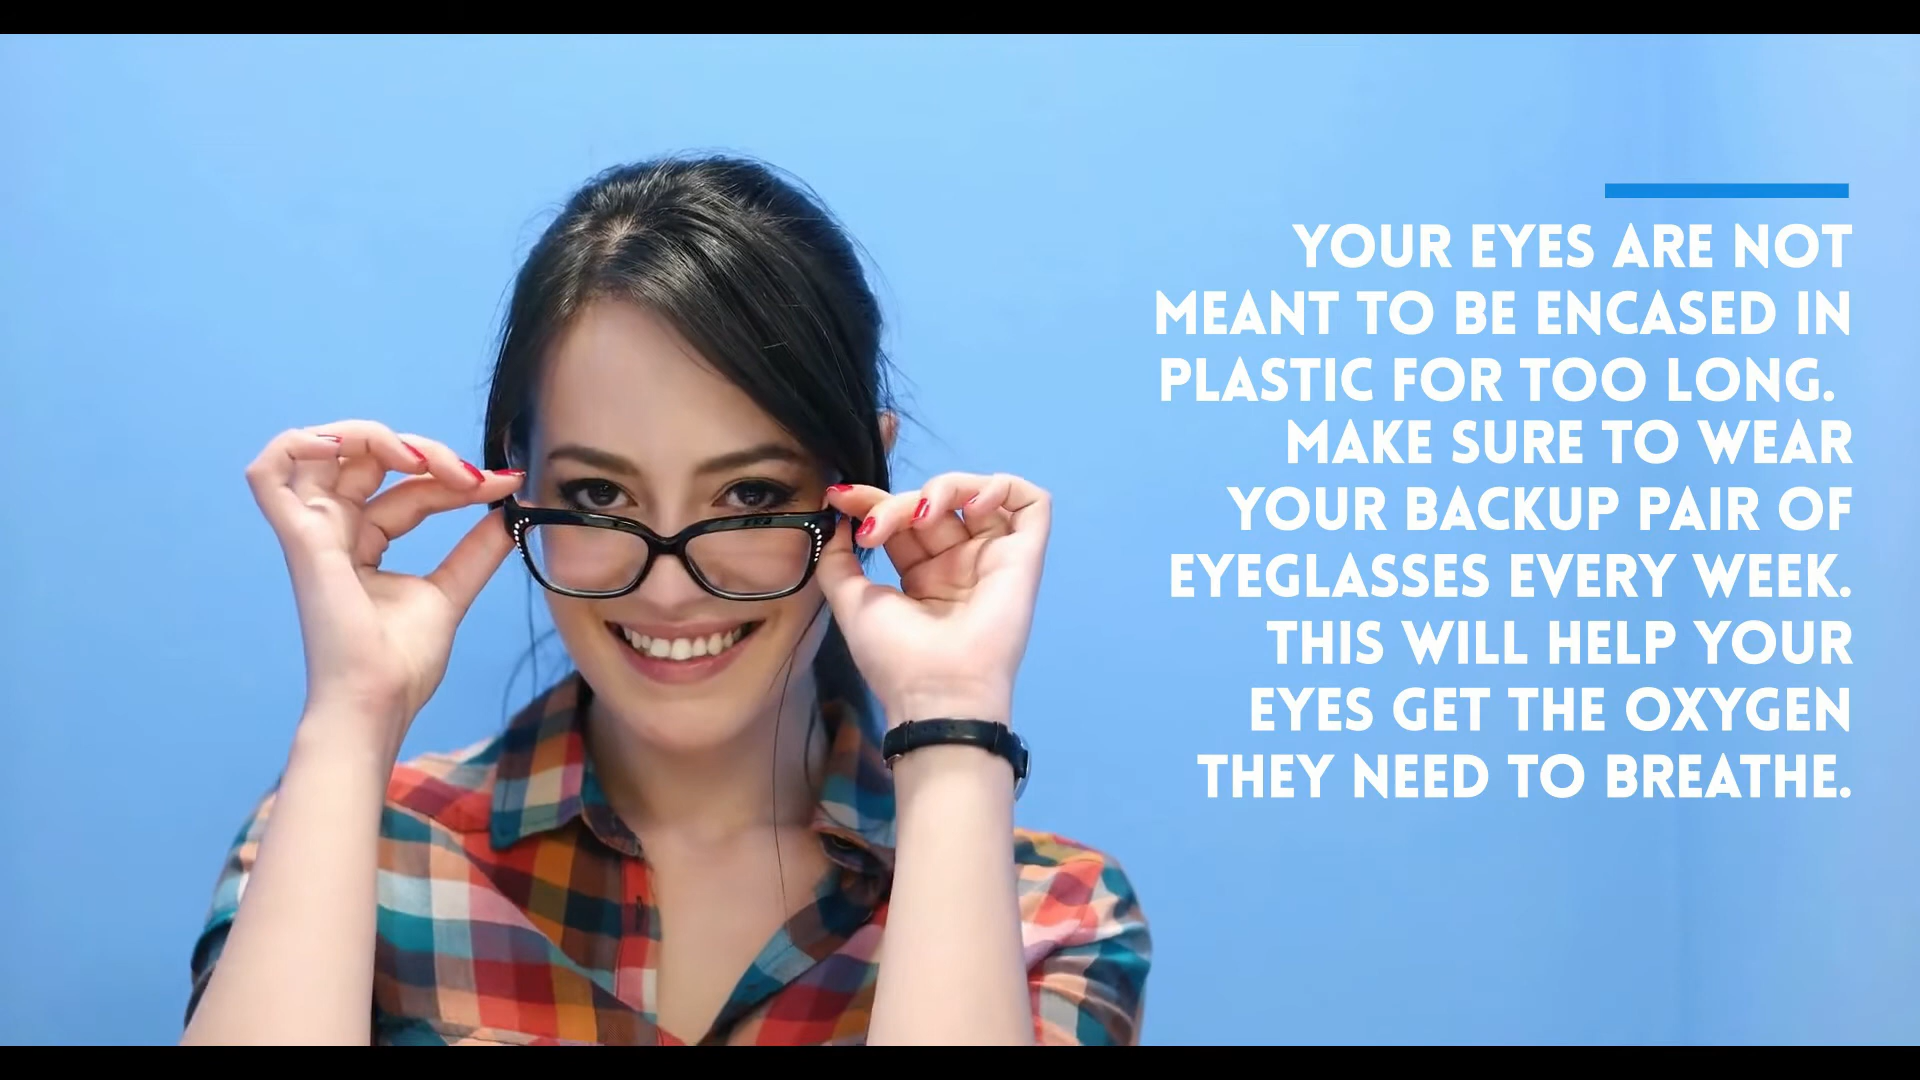 YOUR EYES ARE NOT
MEANT TO BE ENCASED IN
PLASTIC FOR TOO LONG.
MAKE SURE TO WEAR
YOUR BACKUP PAIR OF
EYEGLASSES EVERY WEEK.
THIS WILL HELP YOUR
EYES GET THE OXYGEN
THEY NEED TO BREATHE.